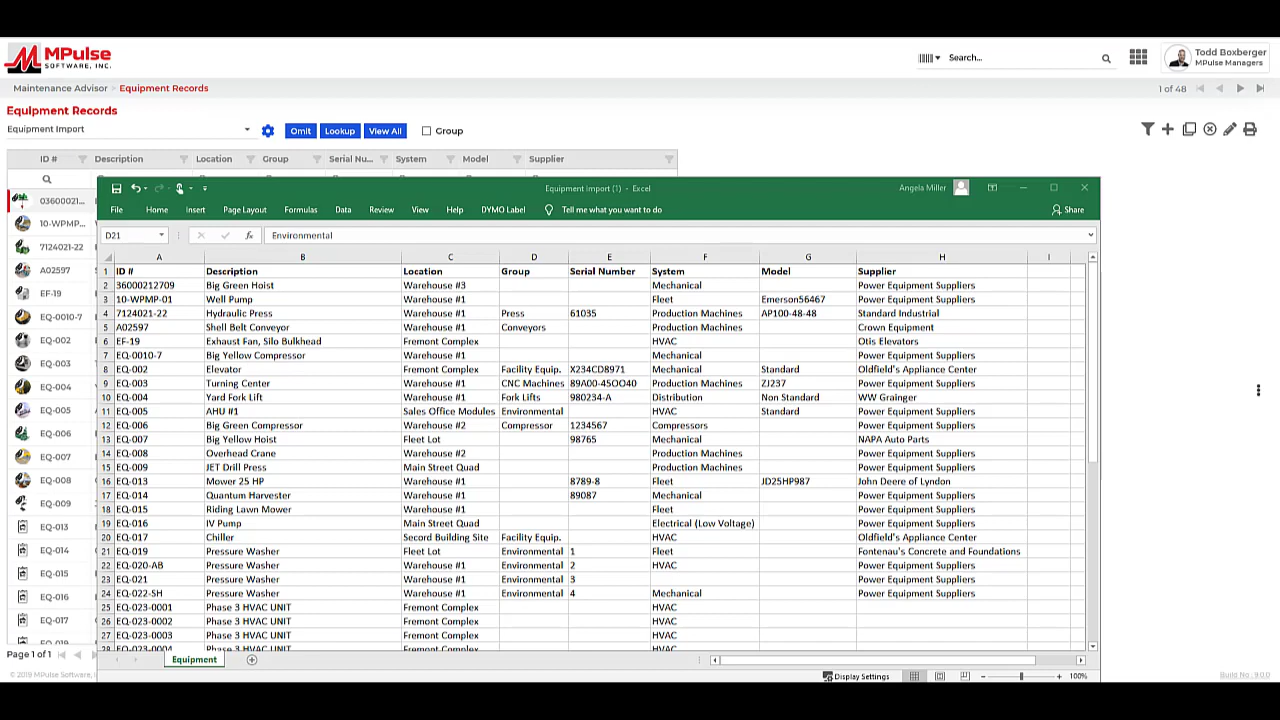 MPulse
SOFTWARE, INC.
Search...
Todd Boxberger
MPulse Managers
Maintenance Advisor > Equipment Records
1 of 48
Equipment Records
Equipment Import
Omit Lookup View All Group
ID # Description Location Group Serial Nu... System Model Supplier
0360021...
10-WPMP...
7124021-22
A02597
EF-19
EQ-0010-7
EQ-002
EQ-003
EQ-004
EQ-005
EQ-006
EQ-007
EQ-008
EQ-009
EQ-013
EQ-014
EQ-015
EQ-016
EQ-017
EQ-019
Page 1 of 1
© 2019 MPulse Software,
Build No: 9.0.0
Equipment Import (1) - Excel
Angela Miller
File Home Insert Page Layout Formulas Data Review View Help DYMO Label Tell me what you want to do Share
D21 fx Environmental
A B C D E F G H I
1 ID # Description Location Group Serial Number System Model Supplier
2 36000212709 Big Green Hoist Warehouse #3 Mechanical Power Equipment Suppliers
3 10-WPMP-01 Well Pump Warehouse #1 Fleet Emerson56467 Power Equipment Suppliers
4 7124021-22 Hydraulic Press Warehouse #1 Press 61035 Production Machines AP100-48-48 Standard Industrial
5 A02597 Shell Belt Conveyor Warehouse #1 Conveyors Production Machines Crown Equipment
6 EF-19 Exhaust Fan, Silo Bulkhead Fremont Complex HVAC Otis Elevators
7 EQ-0010-7 Big Yellow Compressor Warehouse #1 Mechanical Power Equipment Suppliers
8 EQ-002 Elevator Fremont Complex Facility Equip. X234CD8971 Mechanical Standard Oldfield's Appliance Center
9 EQ-003 Turning Center Warehouse #1 CNC Machines 89A00-45OO40 Production Machines ZJ237 Power Equipment Suppliers
10 EQ-004 Yard Fork Lift Warehouse #1 Fork Lifts 980234-A Distribution Non Standard WW Grainger
11 EQ-005 AHU #1 Sales Office Modules Environmental HVAC Standard Power Equipment Suppliers
12 EQ-006 Big Green Compressor Warehouse #2 Compressor 1234567 Compressors Power Equipment Suppliers
13 EQ-007 Big Yellow Hoist Fleet Lot 98765 Mechanical NAPA Auto Parts
14 EQ-008 Overhead Crane Warehouse #2 Production Machines Power Equipment Suppliers
15 EQ-009 JET Drill Press Main Street Quad Production Machines Power Equipment Suppliers
16 EQ-013 Mower 25 HP Warehouse #1 8789-8 Fleet JD25HP987 John Deere of Lyndon
17 EQ-014 Quantum Harvester Warehouse #1 89087 Mechanical Power Equipment Suppliers
18 EQ-015 Riding Lawn Mower Warehouse #1 Fleet Power Equipment Suppliers
19 EQ-016 IV Pump Main Street Quad Electrical (Low Voltage) Power Equipment Suppliers
20 EQ-017 Chiller Secord Building Site Facility Equip. HVAC Oldfield's Appliance Center
21 EQ-019 Pressure Washer Fleet Lot Environmental 1 Fleet Fontenau's Concrete and Foundations
22 EQ-020-AB Pressure Washer Warehouse #1 Environmental 2 HVAC Power Equipment Suppliers
23 EQ-021 Pressure Washer Warehouse #1 Environmental 3 Power Equipment Suppliers
24 EQ-022-SH Pressure Washer Warehouse #1 Environmental 4 Mechanical Power Equipment Suppliers
25 EQ-023-0001 Phase 3 HVAC UNIT Fremont Complex HVAC
26 EQ-023-0002 Phase 3 HVAC UNIT Fremont Complex HVAC
27 EQ-023-0003 Phase 3 HVAC UNIT Fremont Complex HVAC
28 EQ-023-0004 Phase 3 HVAC UNIT Fremont Complex HVAC
Equipment
Display Settings 100%